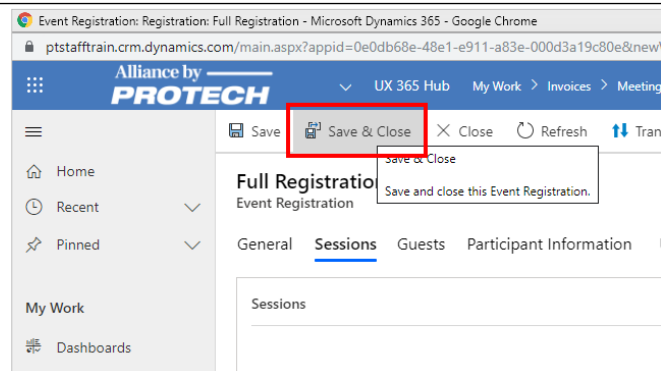 Event Registration: Registration: Full Registration - Microsoft Dynamics 365 - Google Chrome
ptstafftrain.crm.dynamics.com/main.aspx?appid=0e0db68e-48e1-e911-a83e-000d3a19c80e&new
Alliance by
PROTECH
UX 365 Hub My Work > Invoices > Meeting
Save Save & Close Close Refresh Tran
Save & Close
Save and close this Event Registration.
Home
Recent
Pinned
My Work
Dashboards
Full Registration
Event Registration
General Sessions Guests Participant Information
Sessions